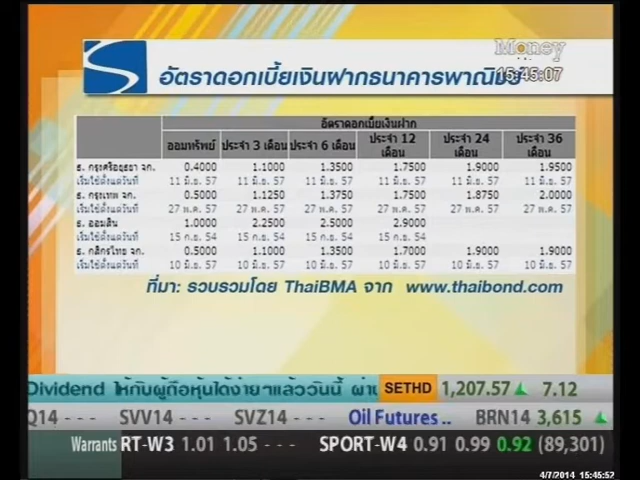 Money
15:45:07
อัตราดอกเบี้ยเงินฝากธนาคารพาณิชย์
อัตราดอกเบี้ยเงินฝาก
ออมทรัพย์ ประจำ 3 เดือน ประจำ 6 เดือน ประจำ 12 เดือน ประจำ 24 เดือน ประจำ 36 เดือน
ธ. กรุงศรีอยุธยา จก. 0.4000 1.1000 1.3500 1.7500 1.9000 1.9500
เริ่มใช้ตั้งแต่วันที่ 11 มิ.ย. 57 11 มิ.ย. 57 11 มิ.ย. 57 11 มิ.ย. 57 11 มิ.ย. 57 11 มิ.ย. 57
ธ. กรุงเทพ จก. 0.5000 1.1250 1.3750 1.7500 1.8750 2.0000
เริ่มใช้ตั้งแต่วันที่ 27 พ.ค. 57 27 พ.ค. 57 27 พ.ค. 57 27 พ.ค. 57 27 พ.ค. 57 27 พ.ค. 57
ธ. ออมสิน 1.0000 2.2500 2.5000 2.9000
เริ่มใช้ตั้งแต่วันที่ 15 ก.ย. 54 15 ก.ย. 54 15 ก.ย. 54 15 ก.ย. 54
ธ. กสิกรไทย จก. 0.5000 1.1000 1.3500 1.7000 1.9000 1.9000
เริ่มใช้ตั้งแต่วันที่ 10 มิ.ย. 57 10 มิ.ย. 57 10 มิ.ย. 57 10 มิ.ย. 57 10 มิ.ย. 57 10 มิ.ย. 57
ที่มา: รวบรวมโดย ThaiBMA จาก www.thaibond.com
Dividend ให้กับผู้ถือหุ้นได้ง่ายๆแล้ววันนี้ ผ่าน SETHD 1,207.57 ▲ 7.12
Q14 - - - SVV14 - - - SVZ14 - - - Oil Futures .. BRN14 3,615 ▲
Warrants RT-W3 1.01 1.05 - - - SPORT-W4 0.91 0.99 0.92 (89,301)
4/7/2014 15:45:52